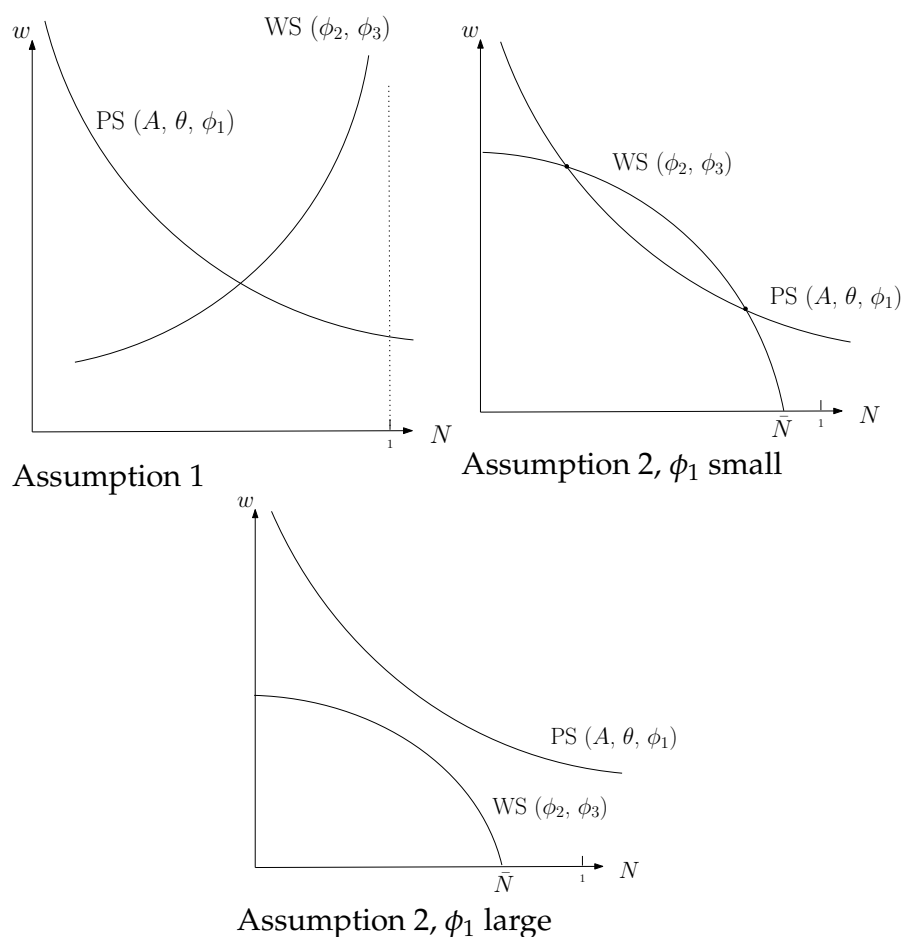 w
WS (ϕ₂, ϕ₃)
PS (A, θ, ϕ₁)
1
N
Assumption 1
w
WS (ϕ₂, ϕ₃)
PS (A, θ, ϕ₁)
N̄
1
N
Assumption 2, ϕ₁ small
w
PS (A, θ, ϕ₁)
WS (ϕ₂, ϕ₃)
N̄
1
N
Assumption 2, ϕ₁ large